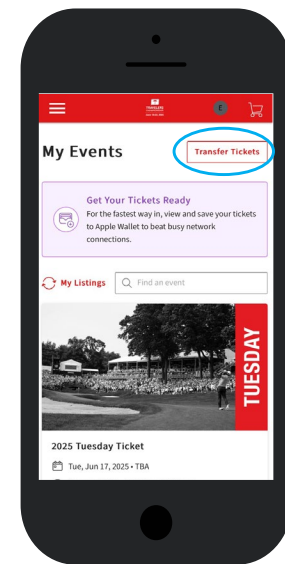 TRAVELERS
E
My Events
Transfer Tickets
Get Your Tickets Ready
For the fastest way in, view and save your tickets
to Apple Wallet to beat busy network
connections.
My Listings
Find an event
TUESDAY
2025 Tuesday Ticket
Tue, Jun 17, 2025 • TBA